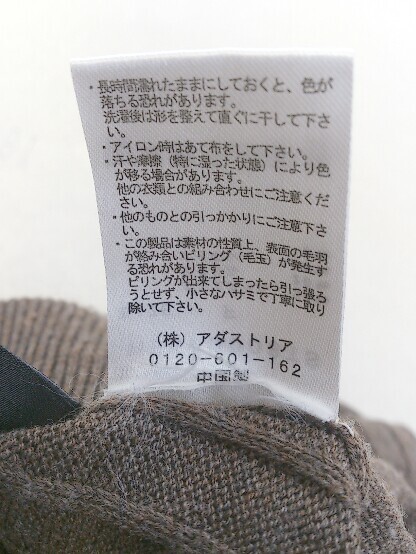 ・長時間濡れたままにしておくと、色が
落ちる恐れがあります。
洗濯後は形を整えて直ぐに干して下さ
い。
・アイロン時はあて布をして下さい。
・汗や摩擦（特に湿った状態）により色
が移る場合があります。
他の衣類との組み合わせにご注意くだ
さい。
・他のものとの引っかかりにご注意下さ
い。
・この製品は素材の性質上、表面の毛羽
が絡み合いピリング（毛玉）が発生す
る恐れがあります。
ピリングが出来てしまったら引っ張ろ
うとせず、小さなハサミで丁寧に取り
除いて下さい。
（株）アダストリア
0120-601-162
中国製